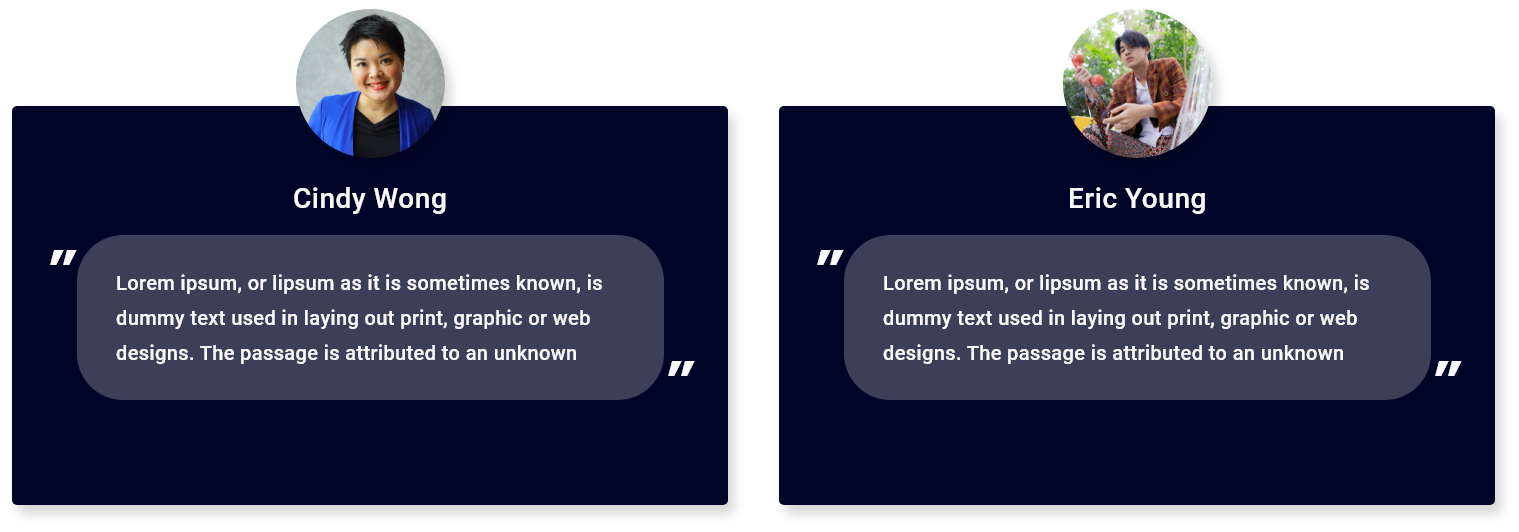 Cindy Wong
"
Lorem ipsum, or lipsum as it is sometimes known, is
dummy text used in laying out print, graphic or web
designs. The passage is attributed to an unknown
"
Eric Young
"
Lorem ipsum, or lipsum as it is sometimes known, is
dummy text used in laying out print, graphic or web
designs. The passage is attributed to an unknown
"